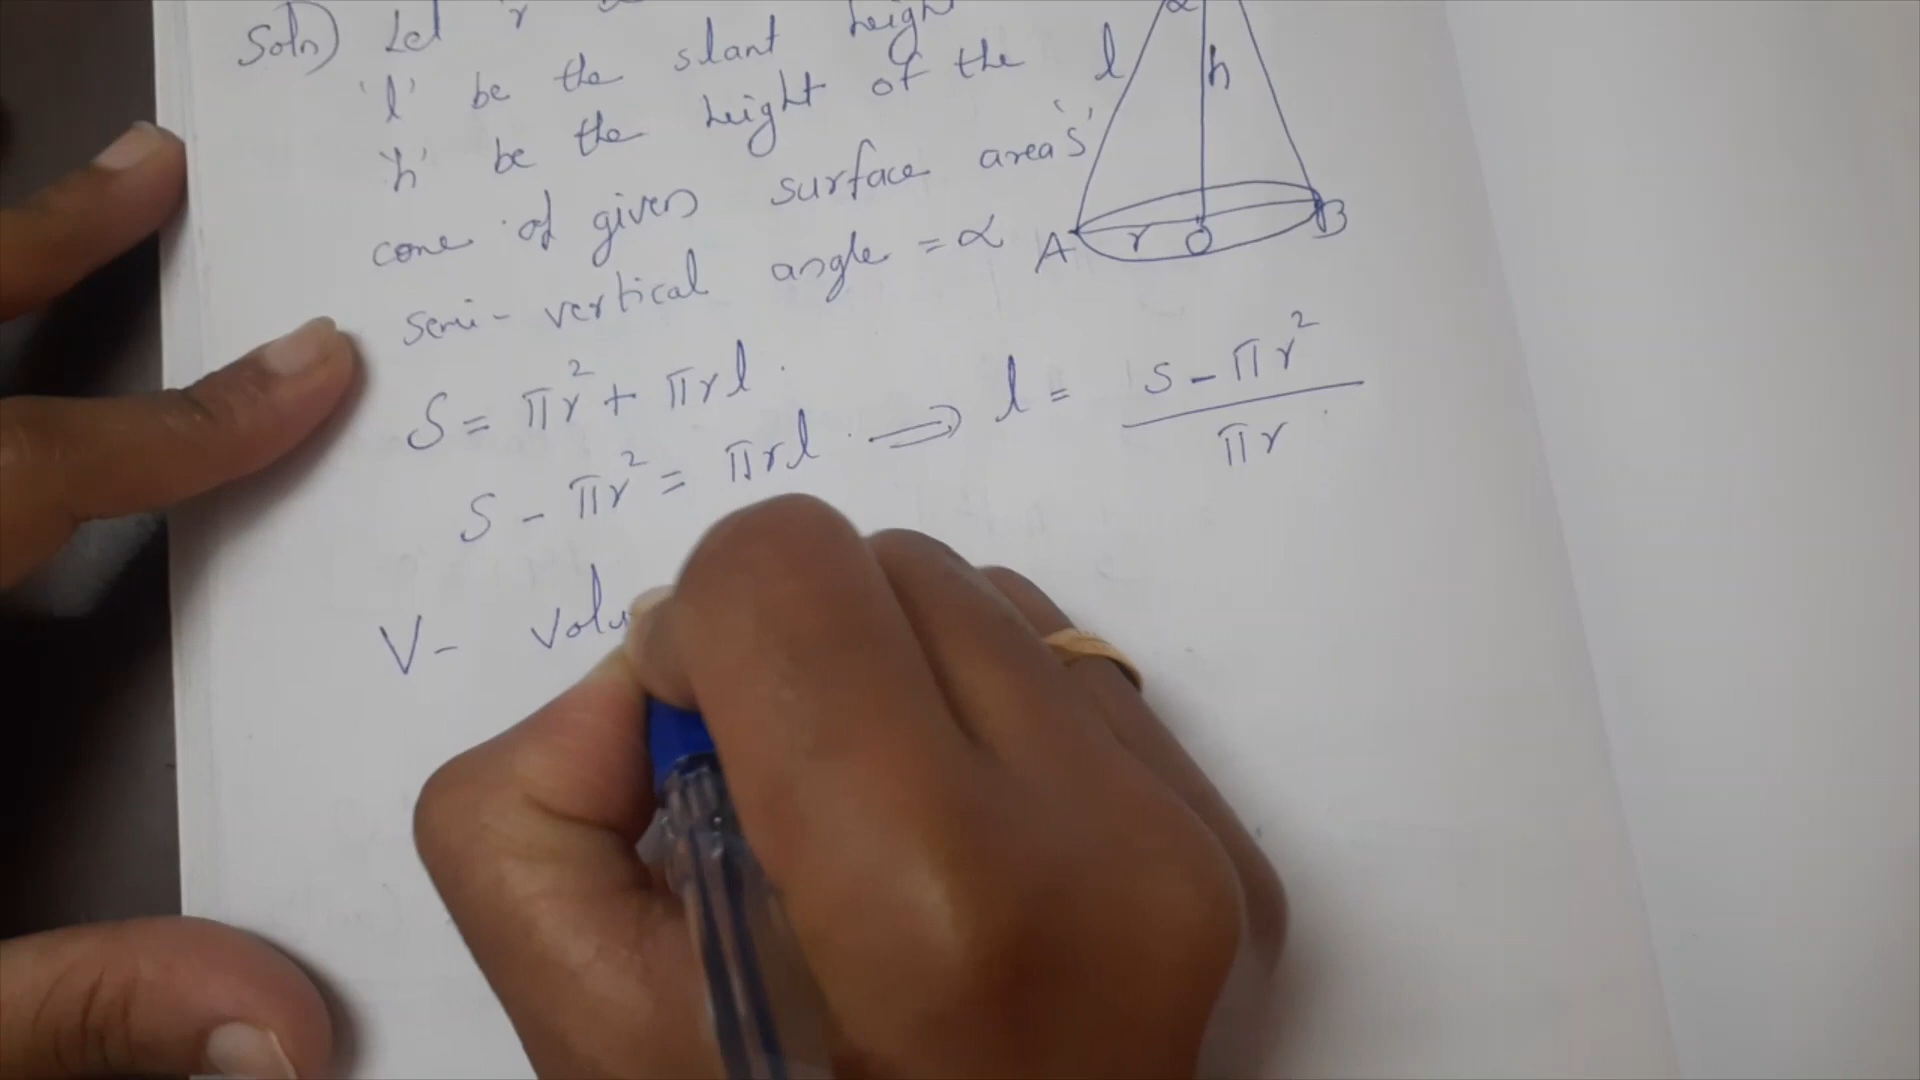 Soln) Let 'r'
'l' be the slant height
'h' be the height of the
cone of given surface area 's'
semi-vertical angle = α
α
l
h
A r O B
S = πr² + πrl.
S - πr² = πrl. ⟹ l = S - πr² / πr
V - Volu